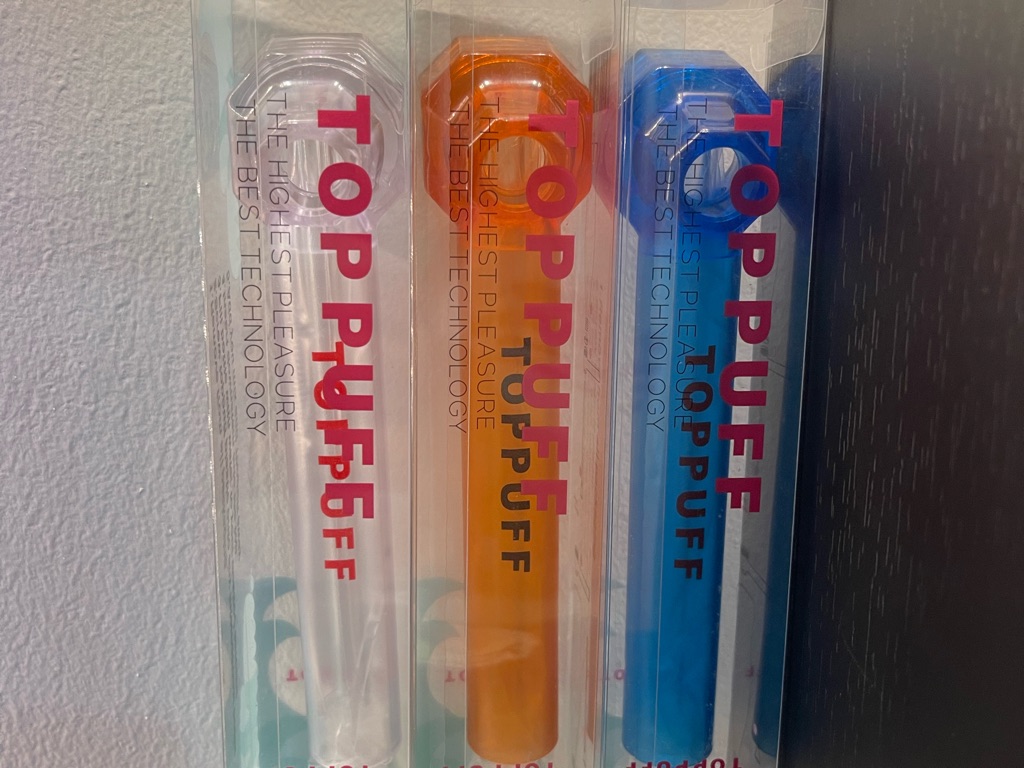 TOP PUFF
THE HIGHEST PLEASURE
THE BEST TECHNOLOGY
TOPPUFF
TOP PUFF
THE HIGHEST PLEASURE
THE BEST TECHNOLOGY
TOPPUFF
TOP PUFF
THE HIGHEST PLEASURE
THE BEST TECHNOLOGY
TOPPUFF